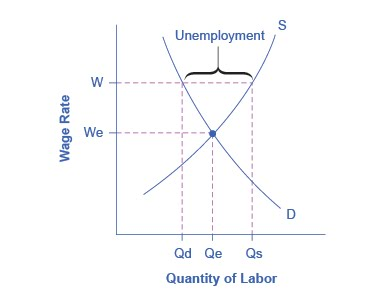 S
Unemployment
W
We
Wage Rate
D
Qd Qe Qs
Quantity of Labor